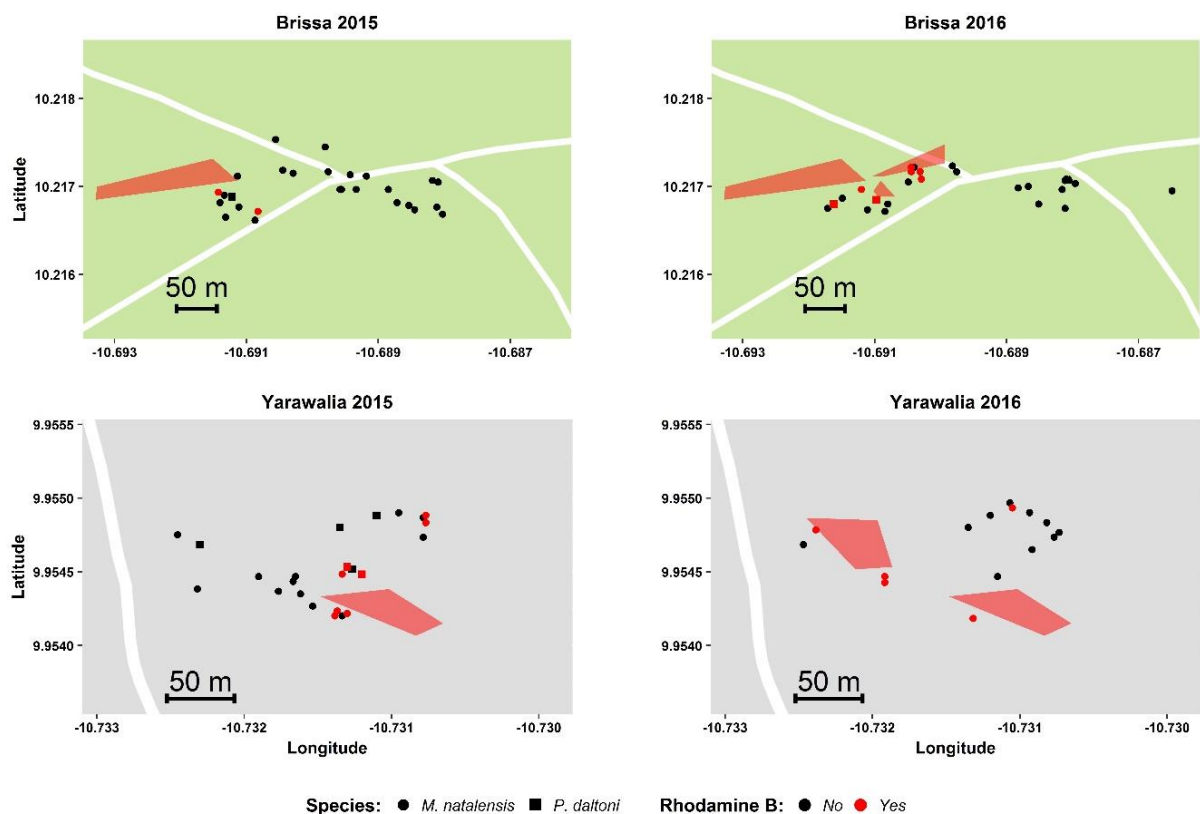 Brissa 2015
Brissa 2016
Latitude
10.218
10.217
10.216
50 m
-10.693
-10.691
-10.689
-10.687
10.218
10.217
10.216
50 m
-10.693
-10.691
-10.689
-10.687
Yarawalia 2015
Yarawalia 2016
Latitude
9.9555
9.9550
9.9545
9.9540
50 m
-10.733
-10.732
-10.731
-10.730
Longitude
9.9555
9.9550
9.9545
9.9540
50 m
-10.733
-10.732
-10.731
-10.730
Longitude
Species: M. natalensis P. daltoni Rhodamine B: No Yes